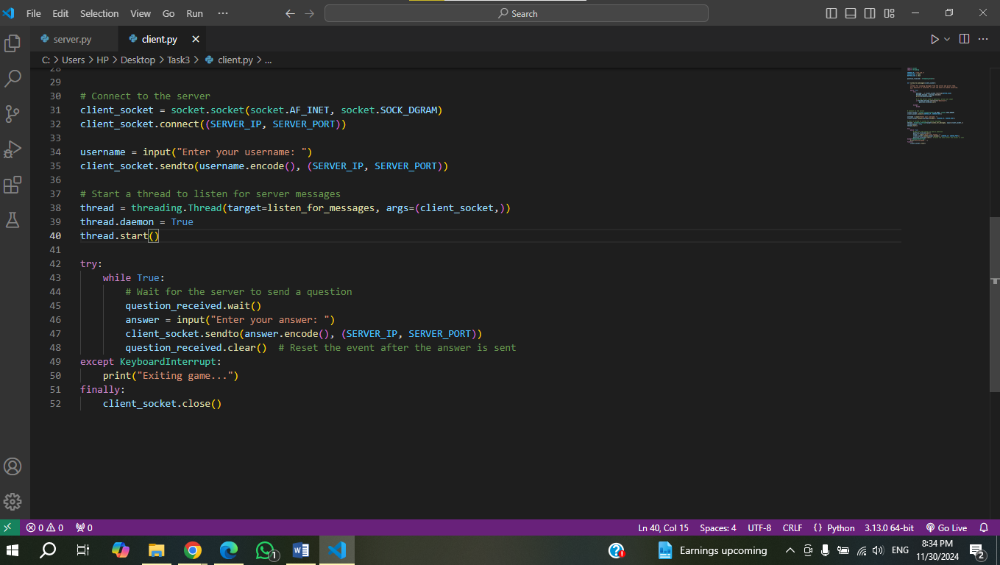 File Edit Selection View Go Run ··· Search
server.py client.py
C: > Users > HP > Desktop > Task3 > client.py > ...
28
29
30 # Connect to the server
31 client_socket = socket.socket(socket.AF_INET, socket.SOCK_DGRAM)
32 client_socket.connect((SERVER_IP, SERVER_PORT))
33
34 username = input("Enter your username: ")
35 client_socket.sendto(username.encode(), (SERVER_IP, SERVER_PORT))
36
37 # Start a thread to listen for server messages
38 thread = threading.Thread(target=listen_for_messages, args=(client_socket,))
39 thread.daemon = True
40 thread.start()
41
42 try:
43     while True:
44         # Wait for the server to send a question
45         question_received.wait()
46         answer = input("Enter your answer: ")
47         client_socket.sendto(answer.encode(), (SERVER_IP, SERVER_PORT))
48         question_received.clear()  # Reset the event after the answer is sent
49 except KeyboardInterrupt:
50     print("Exiting game...")
51 finally:
52     client_socket.close()
0 0 0 Ln 40, Col 15 Spaces: 4 UTF-8 CRLF {} Python 3.13.0 64-bit Go Live
1 Earnings upcoming ENG 8:34 PM
11/30/2024 2